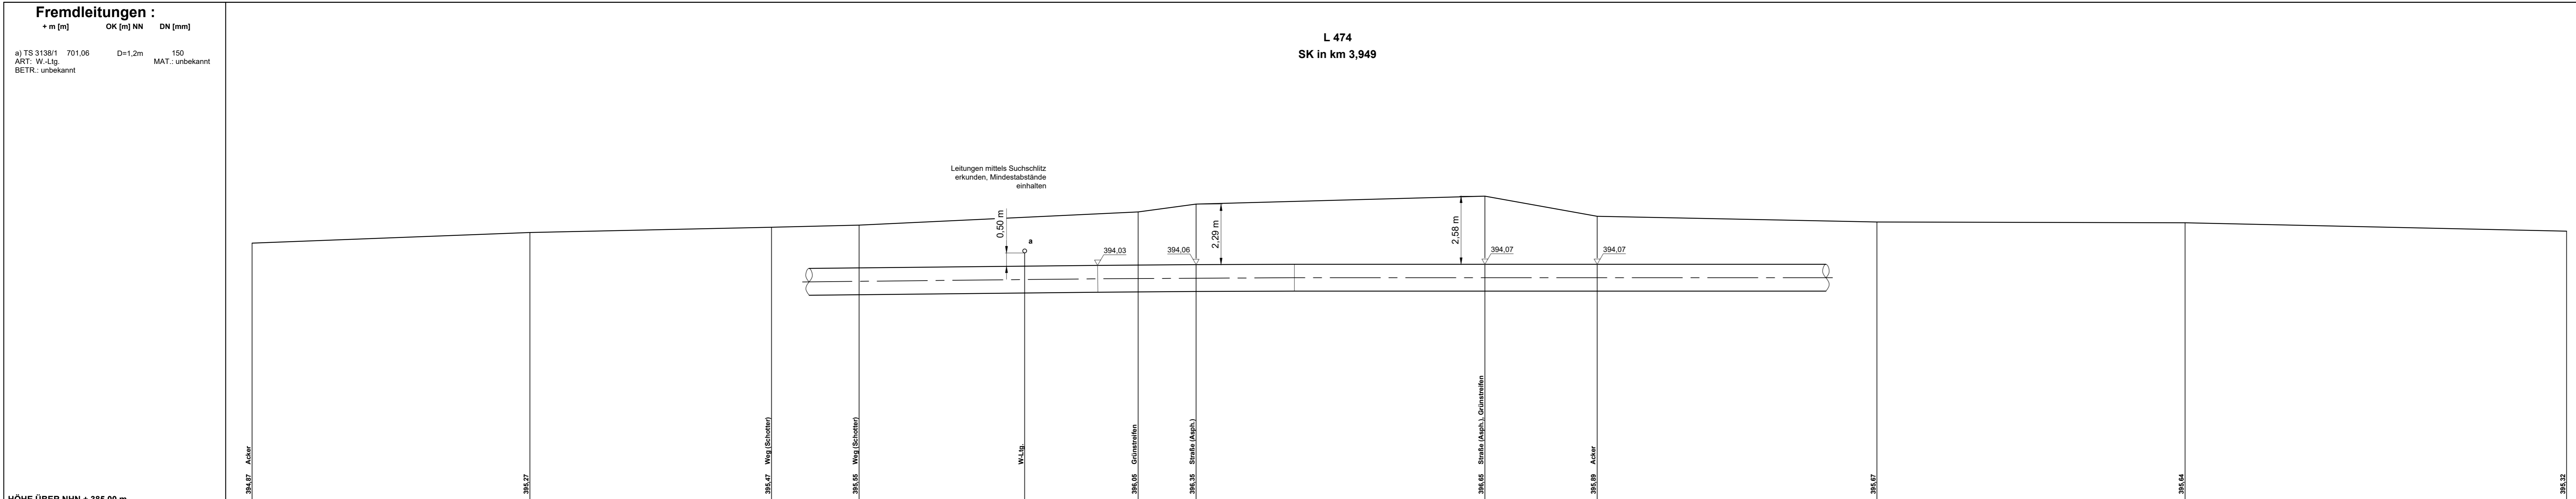 Fremdleitungen :
+ m [m] OK [m] NN DN [mm]
a) TS 3138/1 701,06 D=1,2m 150
ART: W.-Ltg. MAT.: unbekannt
BETR.: unbekannt
L 474
SK in km 3,949
Leitungen mittels Suchschlitz
erkunden, Mindestabstände
einhalten
0,50 m
a
394,03
394,06
2,29 m
2,58 m
394,07
394,07
394,87 Acker
395,27
395,47 Weg (Schotter)
395,55 Weg (Schotter)
W-Ltg.
396,05 Grünstreifen
396,35 Straße (Asph.)
396,65 Straße (Asph.), Grünstreifen
395,89 Acker
395,67
395,64
395,32
HÖHE ÜBER NHN + 385,00 m